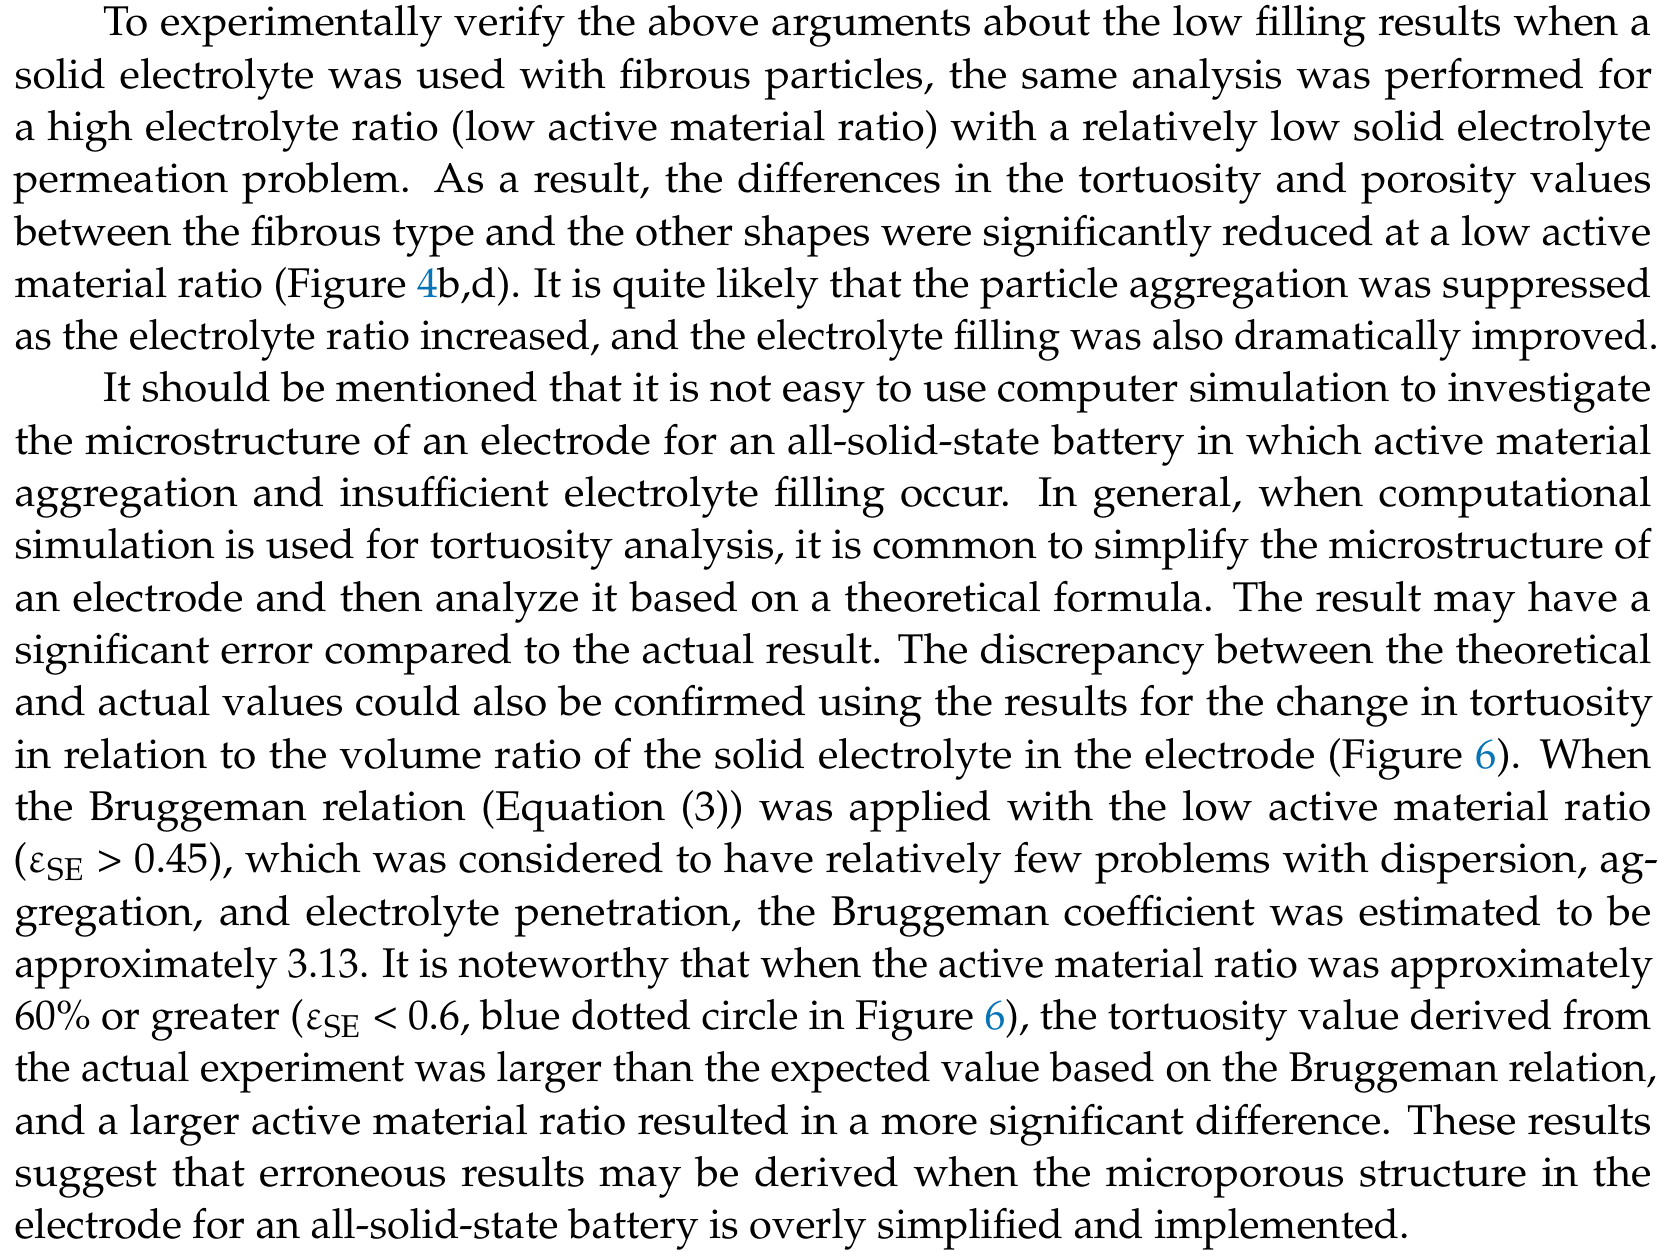 To experimentally verify the above arguments about the low filling results when a
solid electrolyte was used with fibrous particles, the same analysis was performed for
a high electrolyte ratio (low active material ratio) with a relatively low solid electrolyte
permeation problem. As a result, the differences in the tortuosity and porosity values
between the fibrous type and the other shapes were significantly reduced at a low active
material ratio (Figure 4b,d). It is quite likely that the particle aggregation was suppressed
as the electrolyte ratio increased, and the electrolyte filling was also dramatically improved.
It should be mentioned that it is not easy to use computer simulation to investigate
the microstructure of an electrode for an all-solid-state battery in which active material
aggregation and insufficient electrolyte filling occur. In general, when computational
simulation is used for tortuosity analysis, it is common to simplify the microstructure of
an electrode and then analyze it based on a theoretical formula. The result may have a
significant error compared to the actual result. The discrepancy between the theoretical
and actual values could also be confirmed using the results for the change in tortuosity
in relation to the volume ratio of the solid electrolyte in the electrode (Figure 6). When
the Bruggeman relation (Equation (3)) was applied with the low active material ratio
(εSE > 0.45), which was considered to have relatively few problems with dispersion, ag-
gregation, and electrolyte penetration, the Bruggeman coefficient was estimated to be
approximately 3.13. It is noteworthy that when the active material ratio was approximately
60% or greater (εSE < 0.6, blue dotted circle in Figure 6), the tortuosity value derived from
the actual experiment was larger than the expected value based on the Bruggeman relation,
and a larger active material ratio resulted in a more significant difference. These results
suggest that erroneous results may be derived when the microporous structure in the
electrode for an all-solid-state battery is overly simplified and implemented.